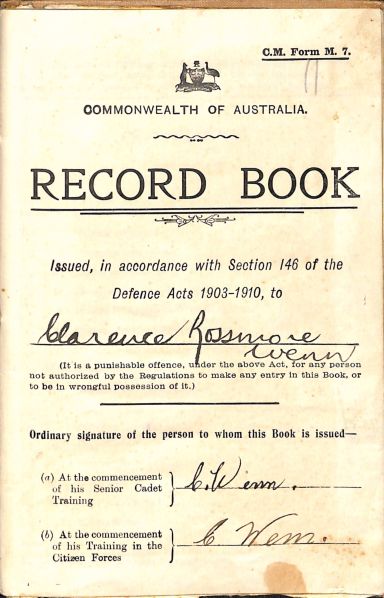 C.M. Form M. 7.
COMMONWEALTH OF AUSTRALIA.
RECORD BOOK
Issued, in accordance with Section 146 of the
Defence Acts 1903-1910, to
Clarence Rossmore
Wenn
(It is a punishable offence, under the above Act, for any person
not authorized by the Regulations to make any entry in this Book, or
to be in wrongful possession of it.)
Ordinary signature of the person to whom this Book is issued—
(a) At the commencement
of his Senior Cadet
Training
C. Wenn.
(b) At the commencement
of his Training in the
Citizen Forces
C Wenn.